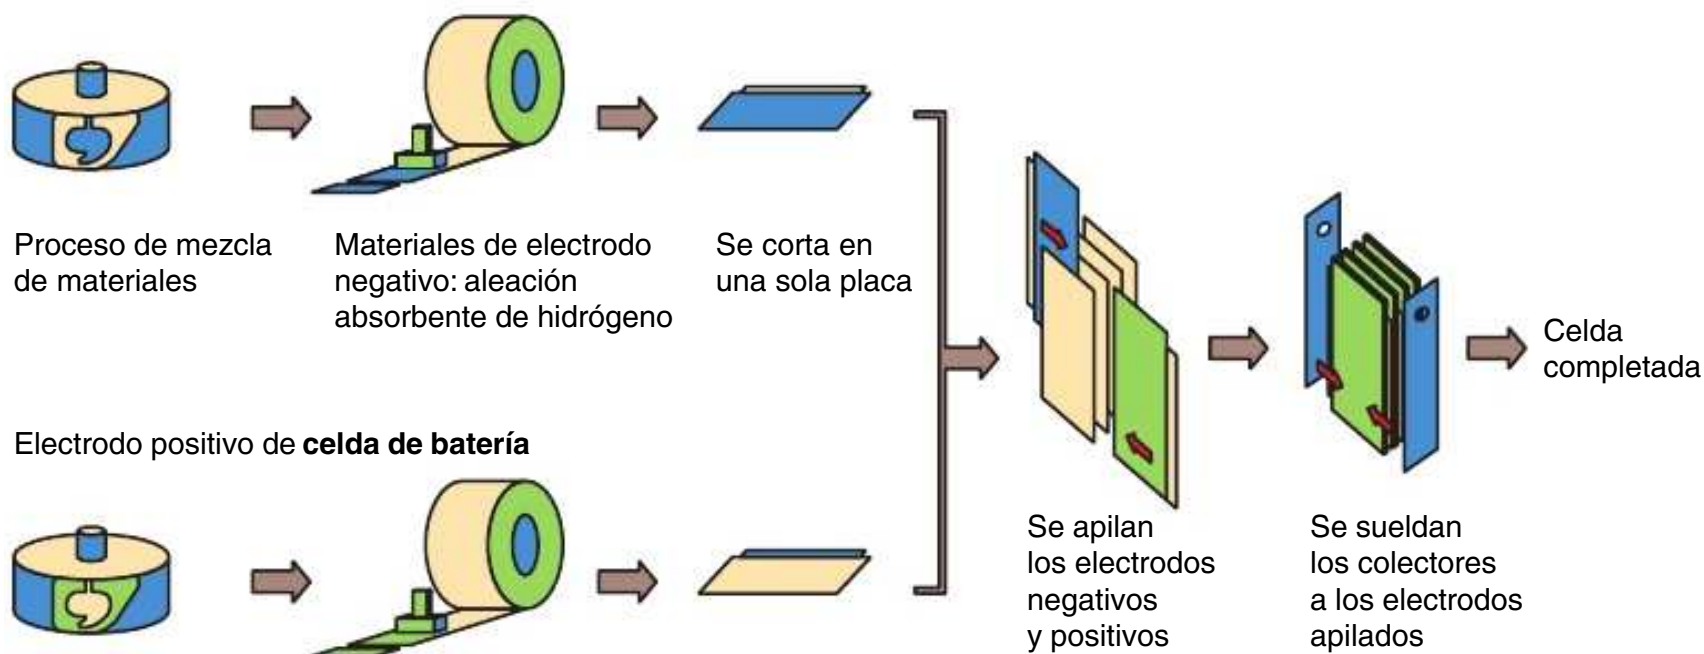 Proceso de mezcla
de materiales
Materiales de electrodo
negativo: aleación
absorbente de hidrógeno
Se corta en
una sola placa
Celda
completada
Electrodo positivo de celda de batería
Se apilan
los electrodos
negativos
y positivos
Se sueldan
los colectores
a los electrodos
apilados